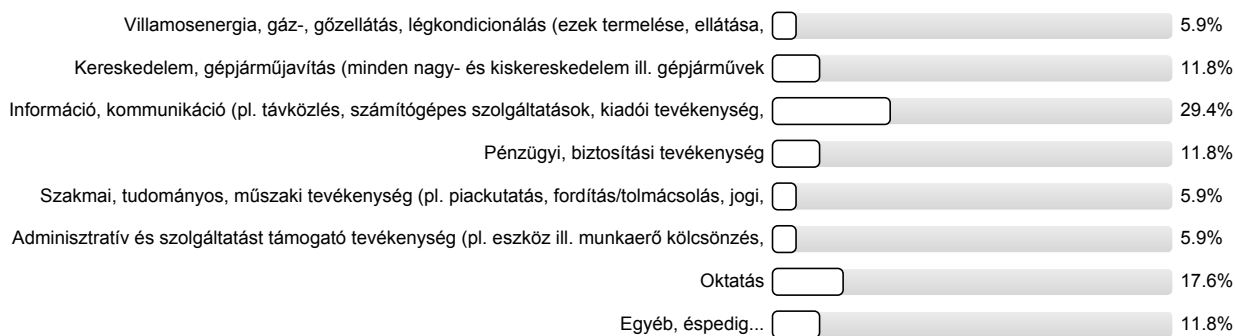 Villamosenergia, gáz-, gőzellátás, légkondicionálás (ezek termelése, ellátása, 5.9%
Kereskedelem, gépjárműjavítás (minden nagy- és kiskereskedelem ill. gépjárművek 11.8%
Információ, kommunikáció (pl. távközlés, számítógépes szolgáltatások, kiadói tevékenység, 29.4%
Pénzügyi, biztosítási tevékenység 11.8%
Szakmai, tudományos, műszaki tevékenység (pl. piackutatás, fordítás/tolmácsolás, jogi, 5.9%
Adminisztratív és szolgáltatást támogató tevékenység (pl. eszköz ill. munkaerő kölcsönzés, 5.9%
Oktatás 17.6%
Egyéb, éspedig... 11.8%